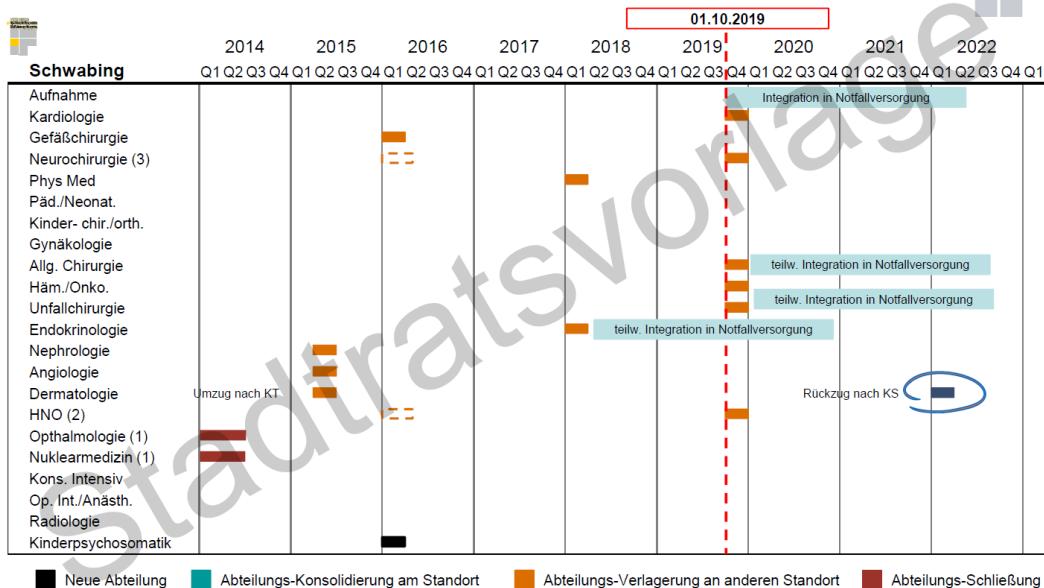 01.10.2019
2014 2015 2016 2017 2018 2019 2020 2021 2022
Schwabing Q1 Q2 Q3 Q4 Q1 Q2 Q3 Q4 Q1 Q2 Q3 Q4 Q1 Q2 Q3 Q4 Q1 Q2 Q3 Q4 Q1 Q2 Q3 Q4 Q1 Q2 Q3 Q4 Q1 Q2 Q3 Q4 Q1 Q2 Q3 Q4 Q1
Aufnahme Integration in Notfallversorgung
Kardiologie
Gefäßchirurgie
Neurochirurgie (3)
Phys Med
Päd./Neonat.
Kinder- chir./orth.
Gynäkologie
Allg. Chirurgie teilw. Integration in Notfallversorgung
Häm./Onko.
Unfallchirurgie teilw. Integration in Notfallversorgung
Endokrinologie teilw. Integration in Notfallversorgung
Nephrologie
Angiologie
Dermatologie Umzug nach KT Rückzug nach KS
HNO (2)
Opthalmologie (1)
Nuklearmedizin (1)
Kons. Intensiv
Op. Int./Anästh.
Radiologie
Kinderpsychosomatik
Neue Abteilung Abteilungs-Konsolidierung am Standort Abteilungs-Verlagerung an anderen Standort Abteilungs-Schließung
Stadtratsvorlage